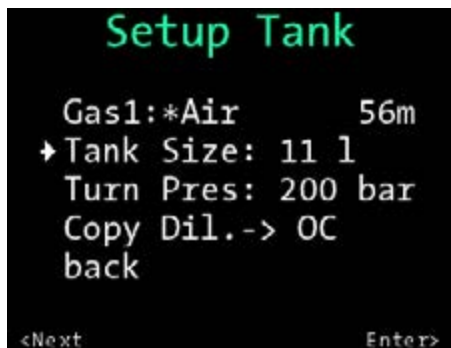 Setup Tank
Gas1:*Air 56m
Tank Size: 11 l
Turn Pres: 200 bar
Copy Dil.-> OC
back
<Next Enter>